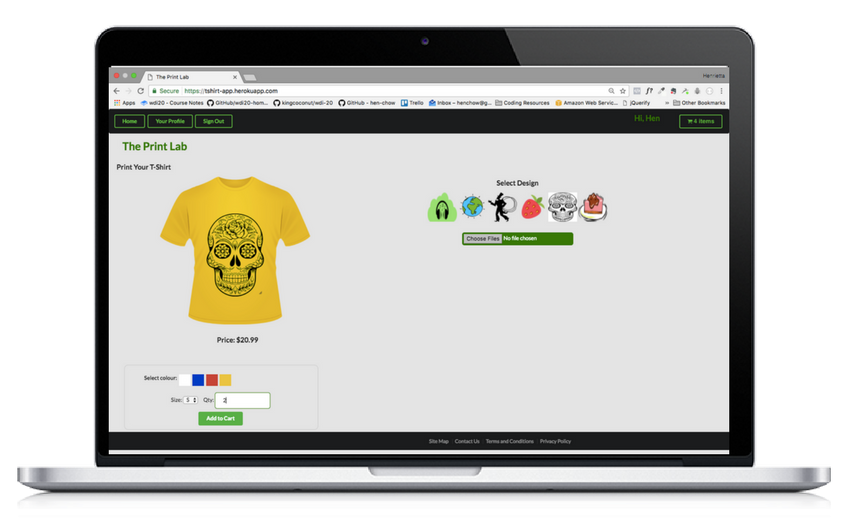 The Print Lab
Henrietta
Secure https://tshirt-app.herokuapp.com
Apps wdi20 - Course Notes GitHub/wdi20-hom... kingcoconut/wdi-20 GitHub - hen-chow Trello Inbox - henchow@g... Coding Resources Amazon Web Servic... jQuerify » Other Bookmarks
Home Your Profile Sign Out Hi, Hen 4 items
The Print Lab
Print Your T-Shirt
Select Design
Choose Files No file chosen
Price: $20.99
Select colour:
Size: S Qty: 2
Add to Cart
Site Map Contact Us Terms and Conditions Privacy Policy